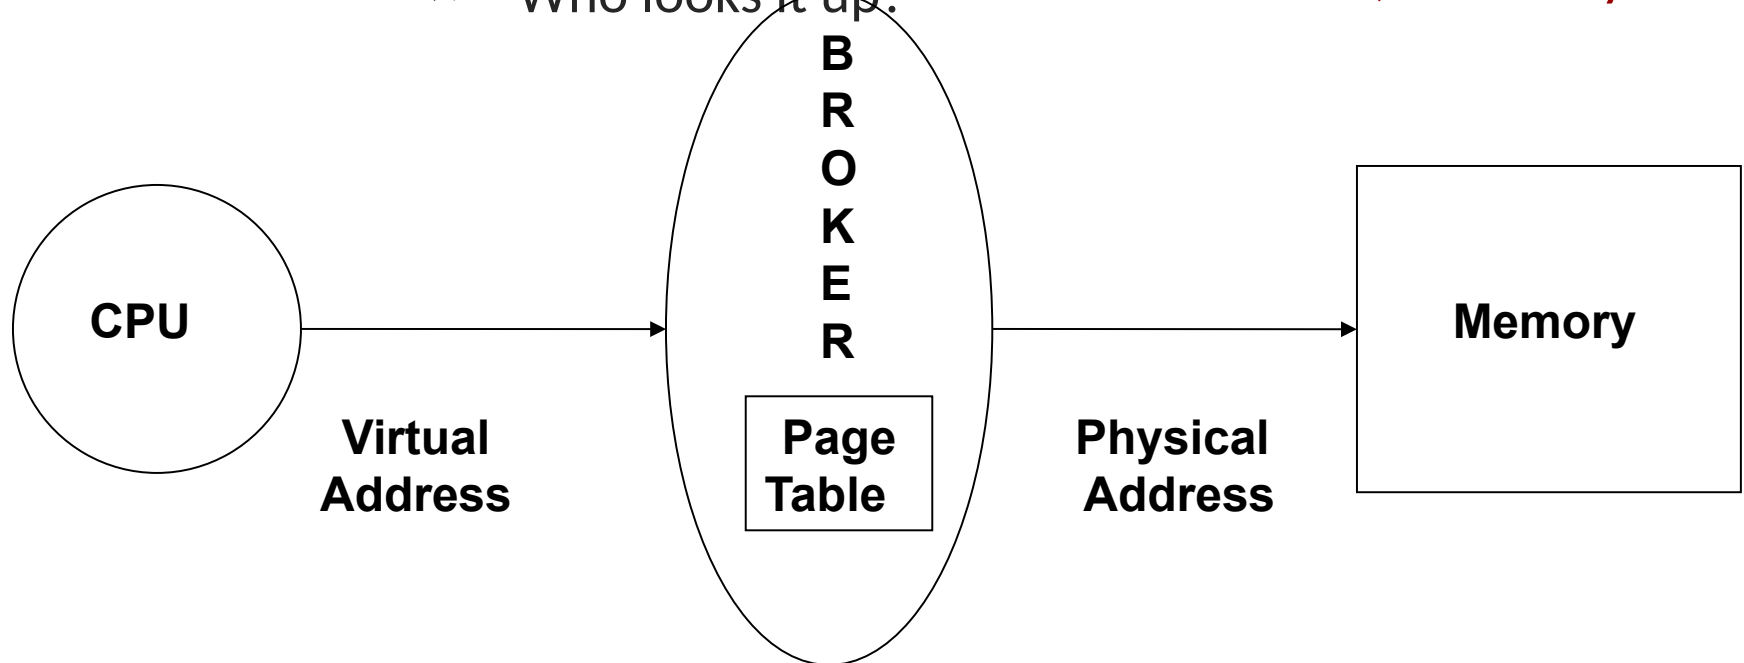 Who looks it up?
B
R
O
K
E
R
CPU
Memory
Virtual
Address
Page
Table
Physical
Address